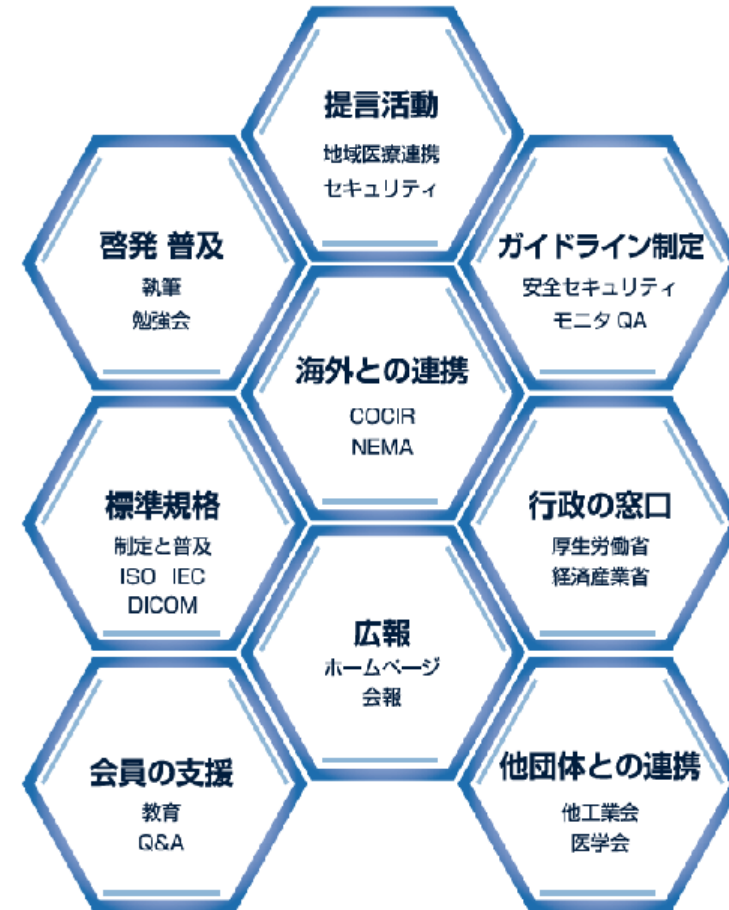 提言活動
地域医療連携
セキュリティ
啓発 普及
執筆
勉強会
ガイドライン制定
安全セキュリティ
モニタ QA
海外との連携
COCIR
NEMA
標準規格
制定と普及
ISO IEC
DICOM
行政の窓口
厚生労働省
経済産業省
広報
ホームページ
会報
会員の支援
教育
Q&A
他団体との連携
他工業会
医学会